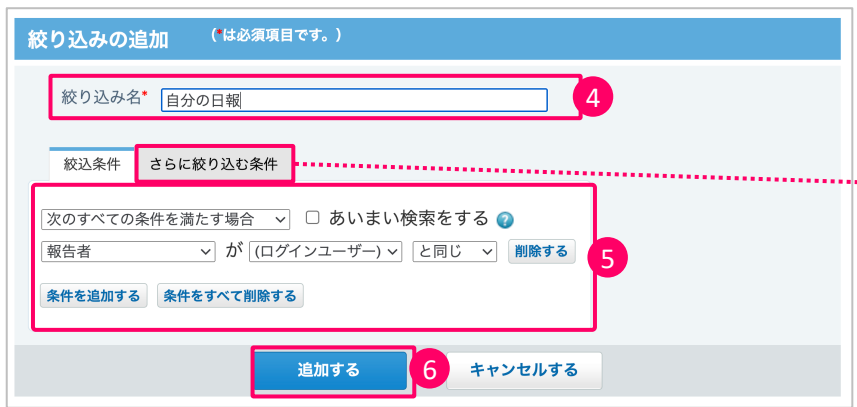 絞り込みの追加 (*は必須項目です。)
絞り込み名* 自分の日報 4
絞込条件 さらに絞り込む条件
次のすべての条件を満たす場合 あいまい検索をする ?
報告者 が (ログインユーザー) と同じ 削除する 5
条件を追加する 条件をすべて削除する
追加する 6 キャンセルする